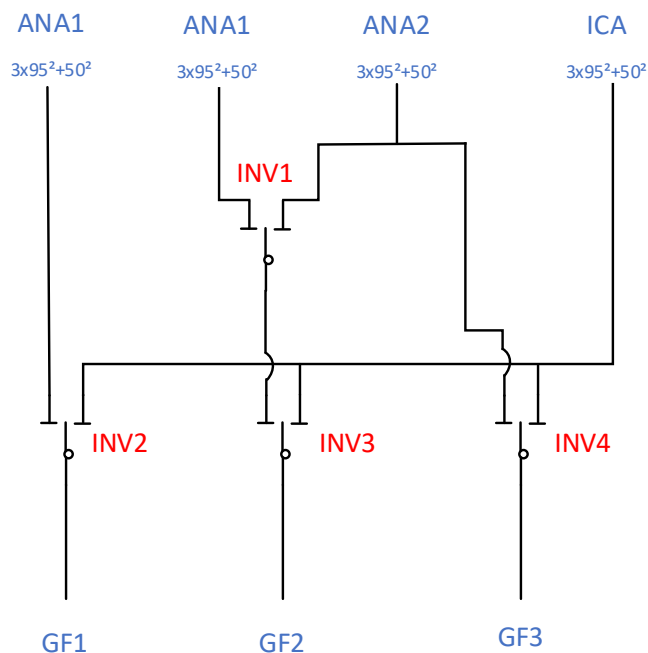 ANA1
ANA1
ANA2
ICA
3x95²+50²
3x95²+50²
3x95²+50²
3x95²+50²
INV1
INV2
INV3
INV4
GF1
GF2
GF3